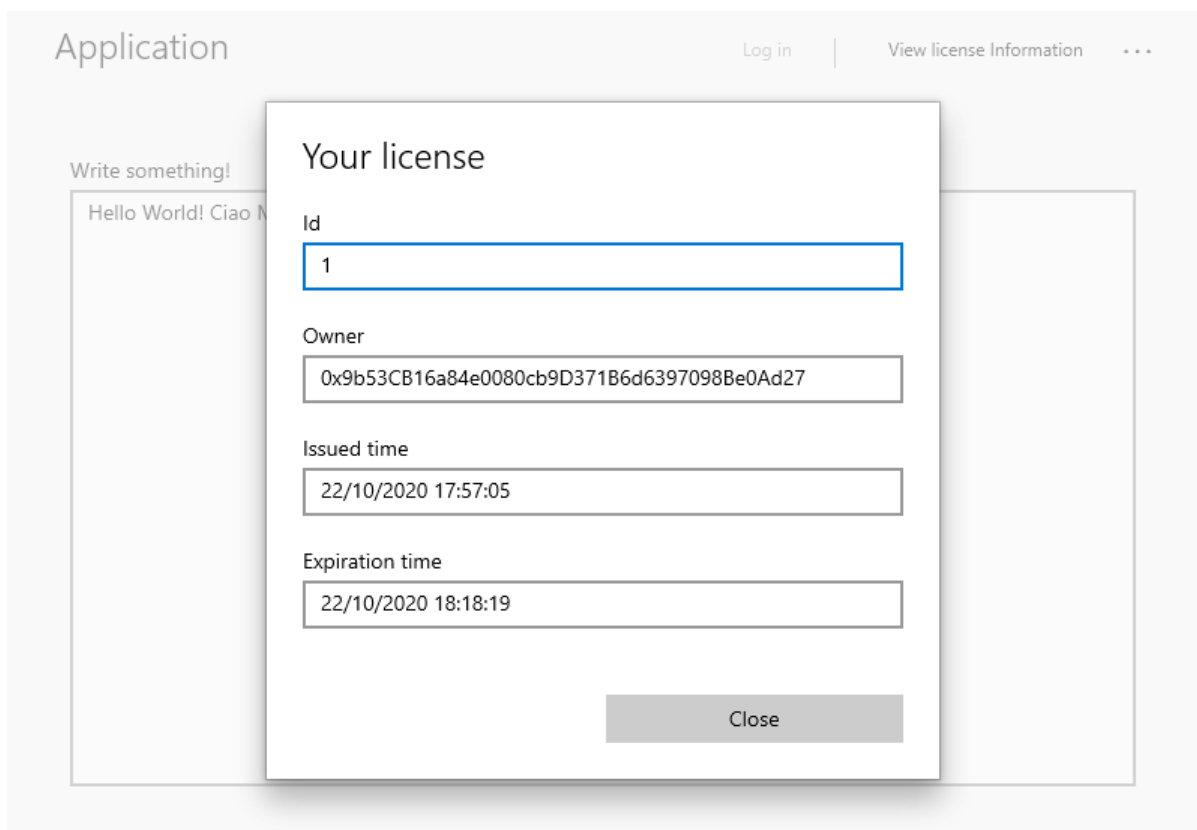 Application
Log in
View license Information
Write something!
Hello World! Ciao
Your license
Id
1
Owner
0x9b53CB16a84e0080cb9D371B6d6397098Be0Ad27
Issued time
22/10/2020 17:57:05
Expiration time
22/10/2020 18:18:19
Close